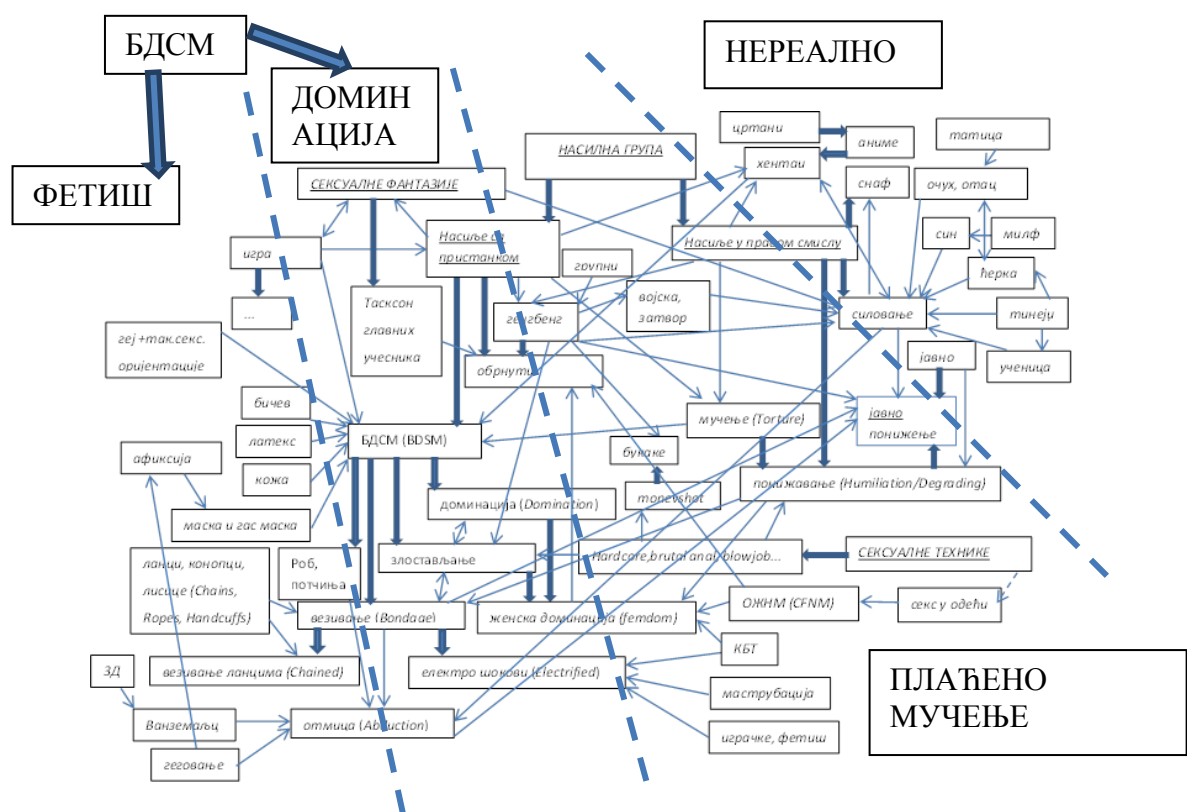 БДСМ
НЕРЕАЛНО
ДОМИН
АЦИЈА
ФЕТИШ
цртани
аниме
татица
НАСИЛНА ГРУПА
хентаи
СЕКСУАЛНЕ ФАНТАЗИЈЕ
снаф
очух, отац
Насиље са
пристанком
Насиље у правом смислу
син
милф
игра
групни
ћерка
...
Тасксон
главних
учесника
генгбенг
војска,
затвор
силовање
тинејџи
геј +так.секс.
оријентације
обрнути
јавно
ученица
бичев
мучење (Torture)
јавно
понижење
латекс
БДСМ (BDSM)
букаке
афиксија
кожа
понижавање (Humiliation/Degrading)
доминација (Domination)
moneyshot
маска и гас маска
Роб,
потчиња
злостављање
Hardcore,brutal anal/blowjob...
СЕКСУАЛНЕ ТЕХНИКЕ
ланци, конопци,
лисице (Chains,
Ropes, Handcuffs)
везивање (Bondage)
женска доминација (femdom)
ОЖНМ (CFNM)
секс у одећи
везивање ланцима (Chained)
електро шокови (Electrified)
КБТ
ЗД
маструбација
ПЛАЋЕНО
МУЧЕЊЕ
Ванземаљц
отмица (Abduction)
играчке, фетиш
геговање